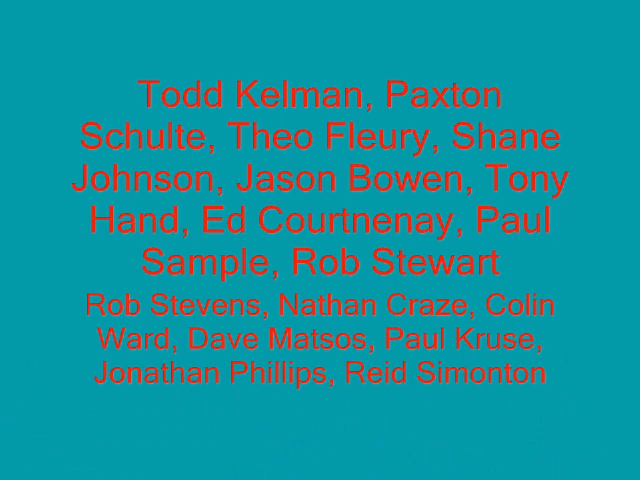 Todd Kelman, Paxton
Schulte, Theo Fleury, Shane
Johnson, Jason Bowen, Tony
Hand, Ed Courtnenay, Paul
Sample, Rob Stewart
Rob Stevens, Nathan Craze, Colin
Ward, Dave Matsos, Paul Kruse,
Jonathan Phillips, Reid Simonton